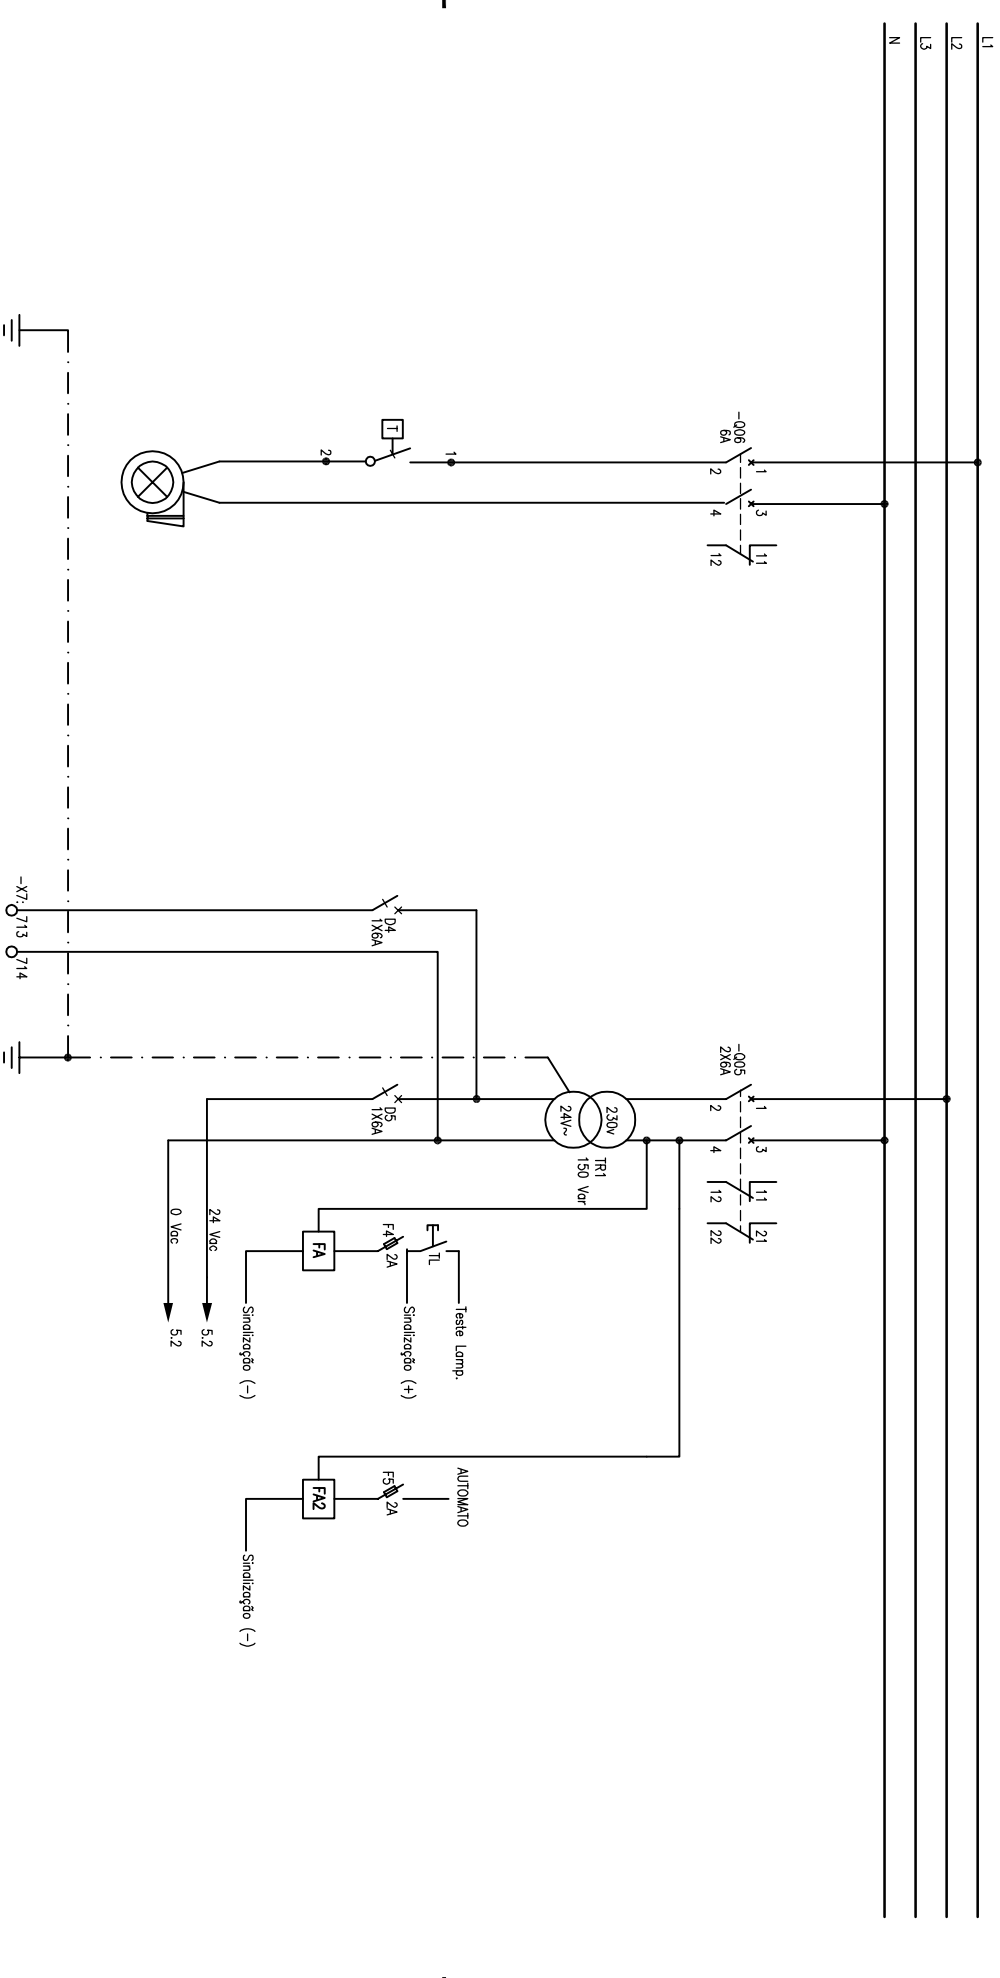 L1
L2
L3
N
-Q06
6A
1
2
3
4
11
12
1
T
2
-Q05
2X6A
1
2
3
4
11
12
21
22
230v
24V~
TR1
150 Var
D4
1X6A
-X7:
713
714
D5
1X6A
24 Vac
5.2
0 Vac
5.2
TL
Teste Lamp.
F4
2A
Sinalização (+)
FA
Sinalização (-)
AUTOMATO
F5
2A
FA2
Sinalização (-)